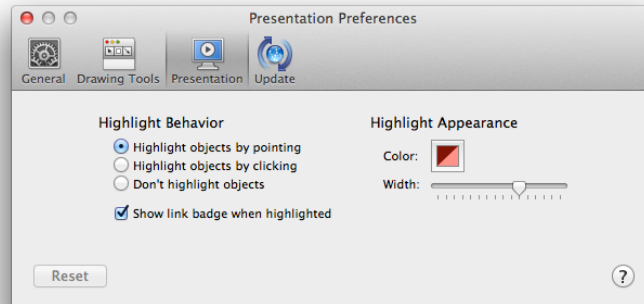 Presentation Preferences
General Drawing Tools Presentation Update
Highlight Behavior
Highlight objects by pointing
Highlight objects by clicking
Don't highlight objects
Show link badge when highlighted
Highlight Appearance
Color:
Width:
Reset
?